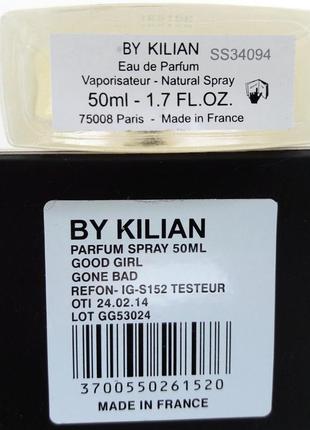 BY KILIAN SS34094
Eau de Parfum
Vaporisateur - Natural Spray
50ml - 1.7 FL.OZ.
75008 Paris - Made in France
BY KILIAN
PARFUM SPRAY 50ML
GOOD GIRL
GONE BAD
REFON- IG-S152 TESTEUR
OTI 24.02.14
LOT GG53024
3700550261520
MADE IN FRANCE